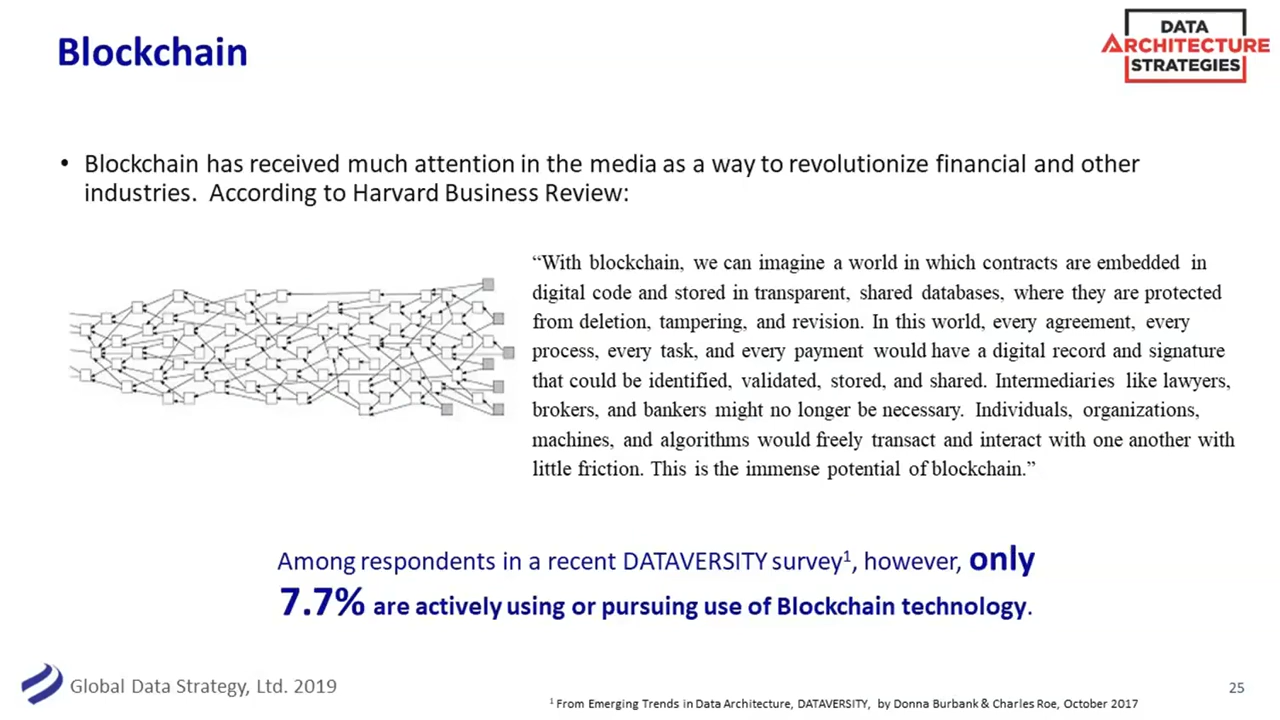 Blockchain
DATA
ARCHITECTURE
STRATEGIES
• Blockchain has received much attention in the media as a way to revolutionize financial and other
industries. According to Harvard Business Review:
“With blockchain, we can imagine a world in which contracts are embedded in
digital code and stored in transparent, shared databases, where they are protected
from deletion, tampering, and revision. In this world, every agreement, every
process, every task, and every payment would have a digital record and signature
that could be identified, validated, stored, and shared. Intermediaries like lawyers,
brokers, and bankers might no longer be necessary. Individuals, organizations,
machines, and algorithms would freely transact and interact with one another with
little friction. This is the immense potential of blockchain.”
Among respondents in a recent DATAVERSITY survey¹, however, only
7.7% are actively using or pursuing use of Blockchain technology.
Global Data Strategy, Ltd. 2019
25
¹ From Emerging Trends in Data Architecture, DATAVERSITY, by Donna Burbank & Charles Roe, October 2017